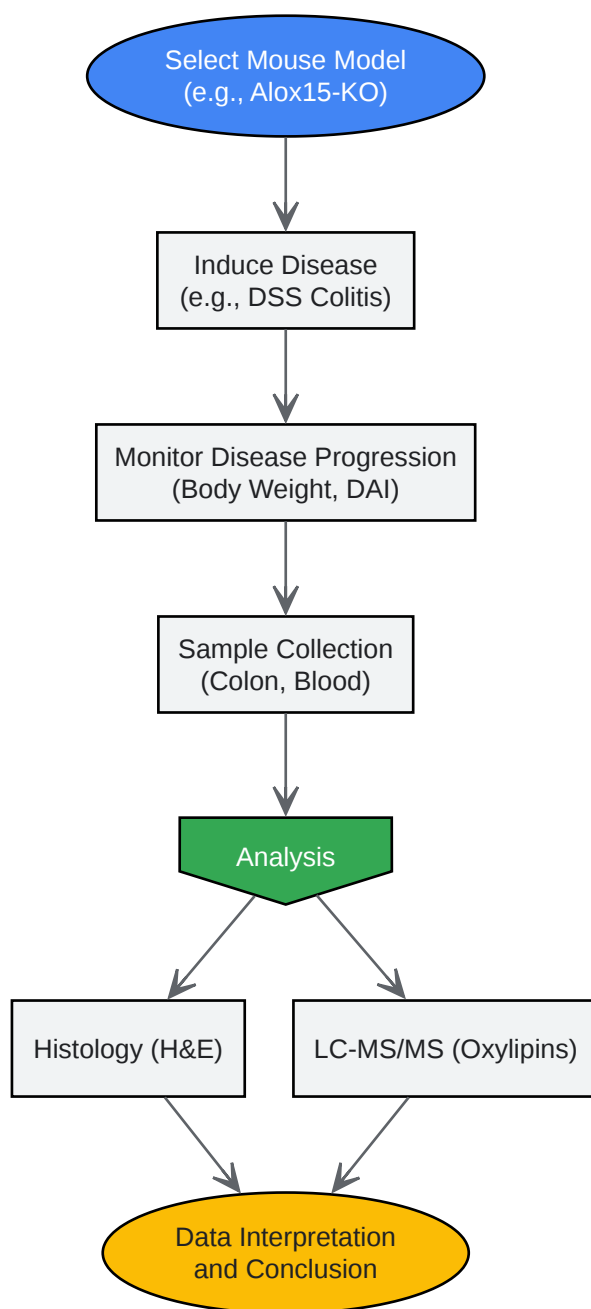 Select Mouse Model
(e.g., Alox15-KO)
Induce Disease
(e.g., DSS Colitis)
Monitor Disease Progression
(Body Weight, DAI)
Sample Collection
(Colon, Blood)
Analysis
Histology (H&E)
LC-MS/MS (Oxylipins)
Data Interpretation
and Conclusion